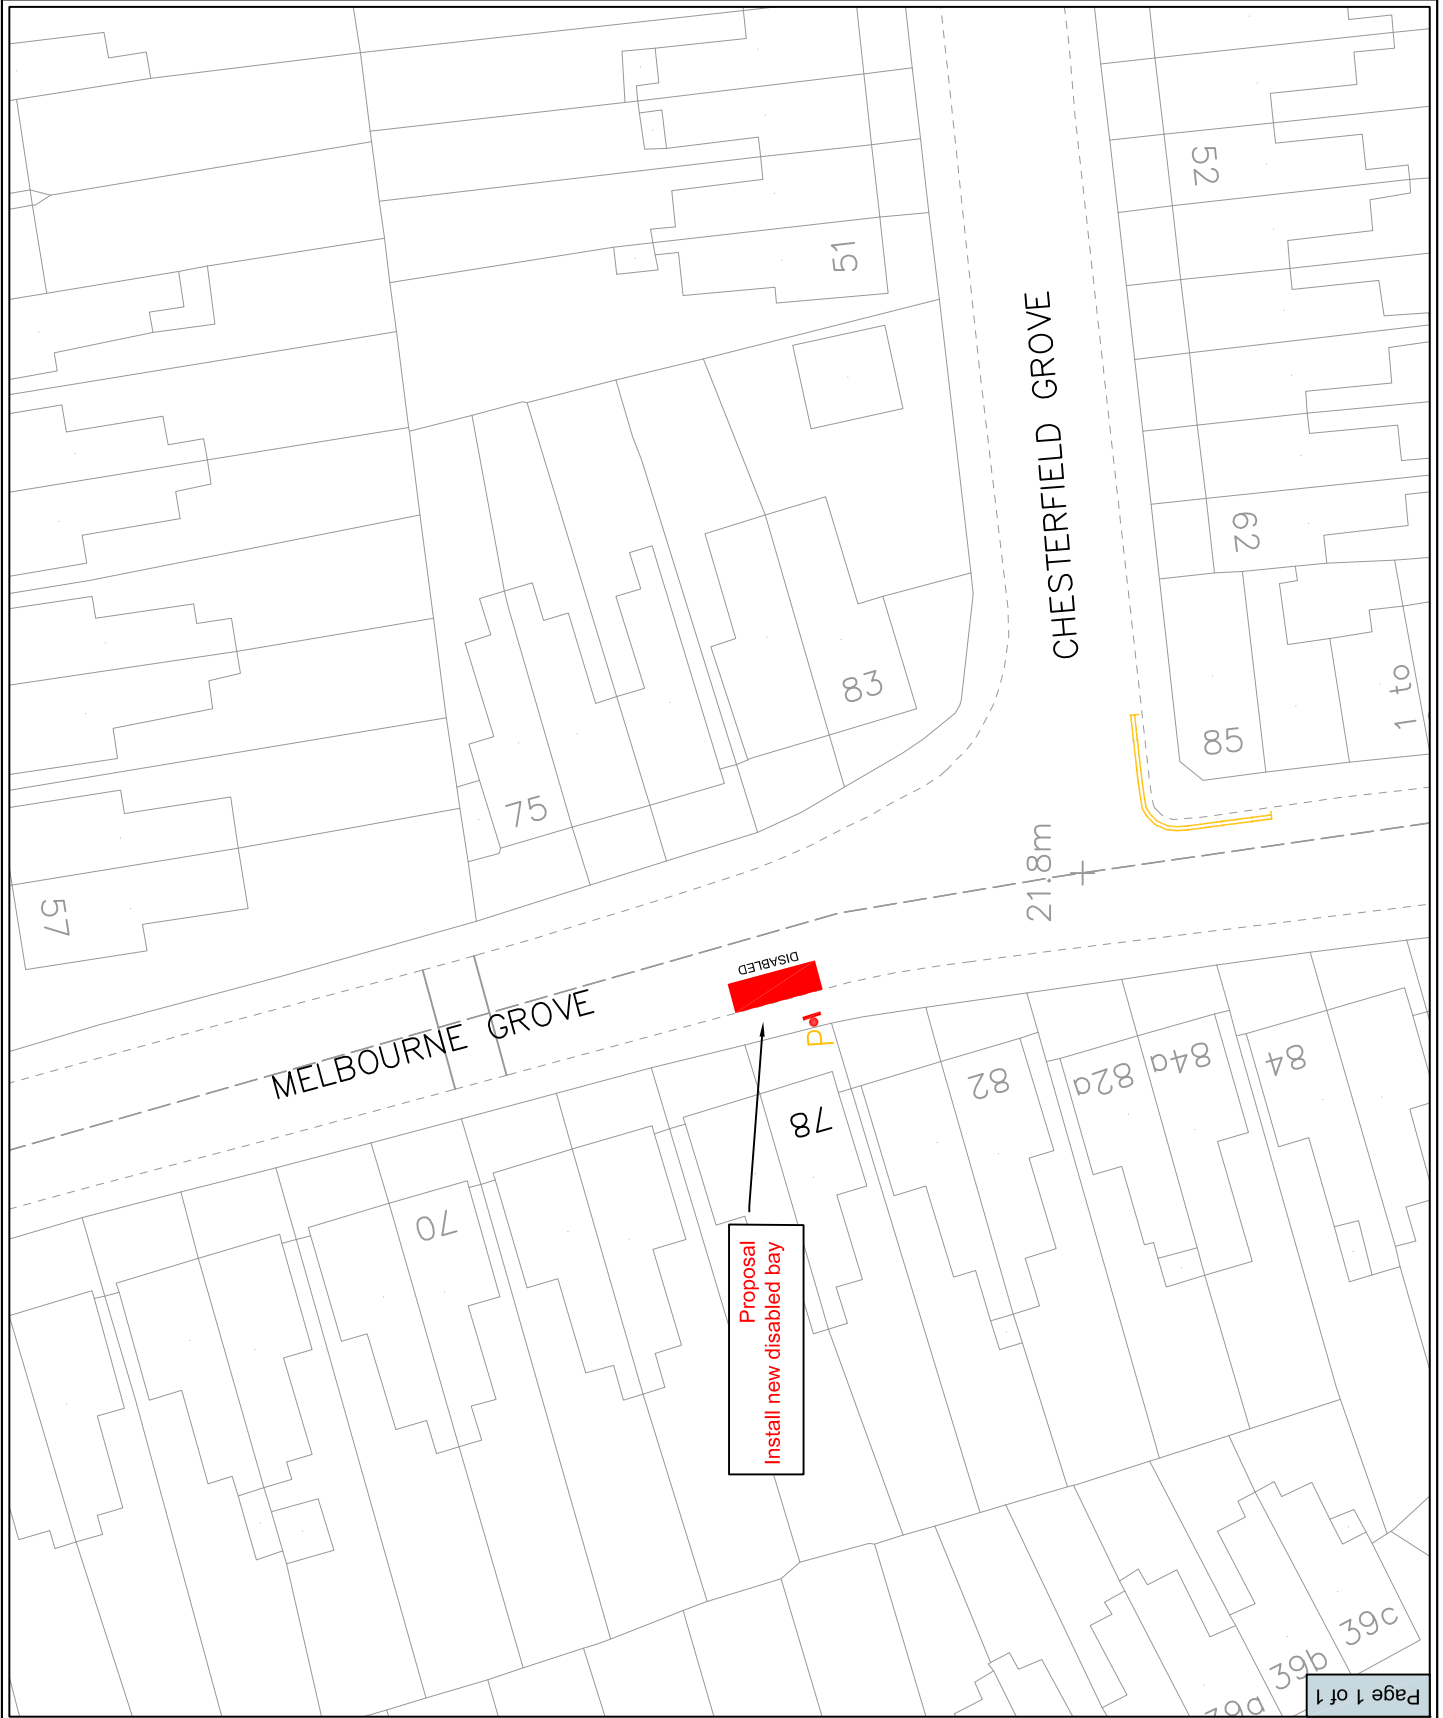 52
51
CHESTERFIELD GROVE
62
83
1 to
85
75
21.8m
57
DISABLED
MELBOURNE GROVE
P
82
82a
84a
84
78
70
Proposal
Install new disabled bay
39c
39b
39a
Page 1 of 1